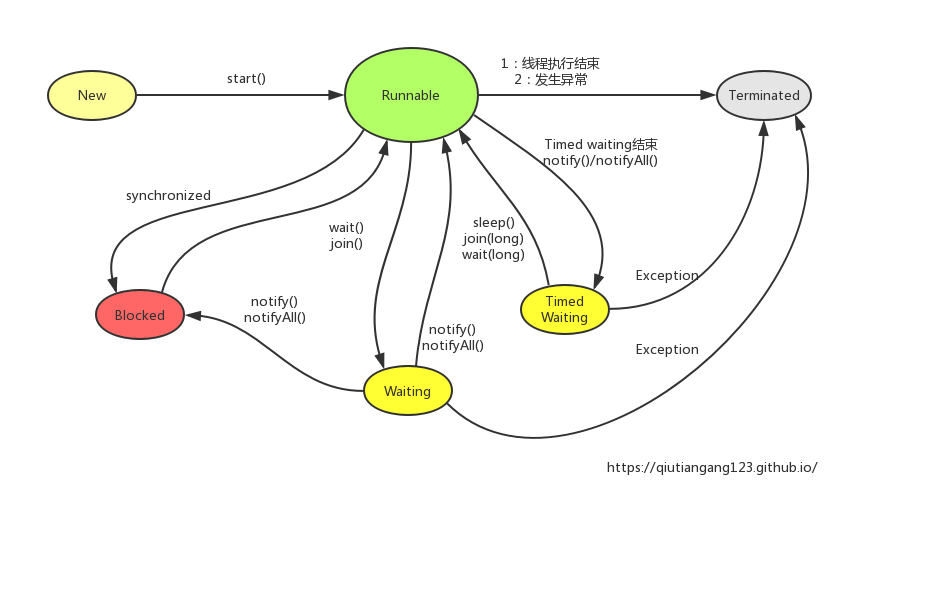 1：线程执行结束
2：发生异常
start()
New
Runnable
Terminated
Timed waiting结束
notify()/notifyAll()
synchronized
wait()
join()
sleep()
join(long)
wait(long)
Exception
notify()
notifyAll()
Blocked
Timed
Waiting
notify()
notifyAll()
Exception
Waiting
https://qiutiangang123.github.io/